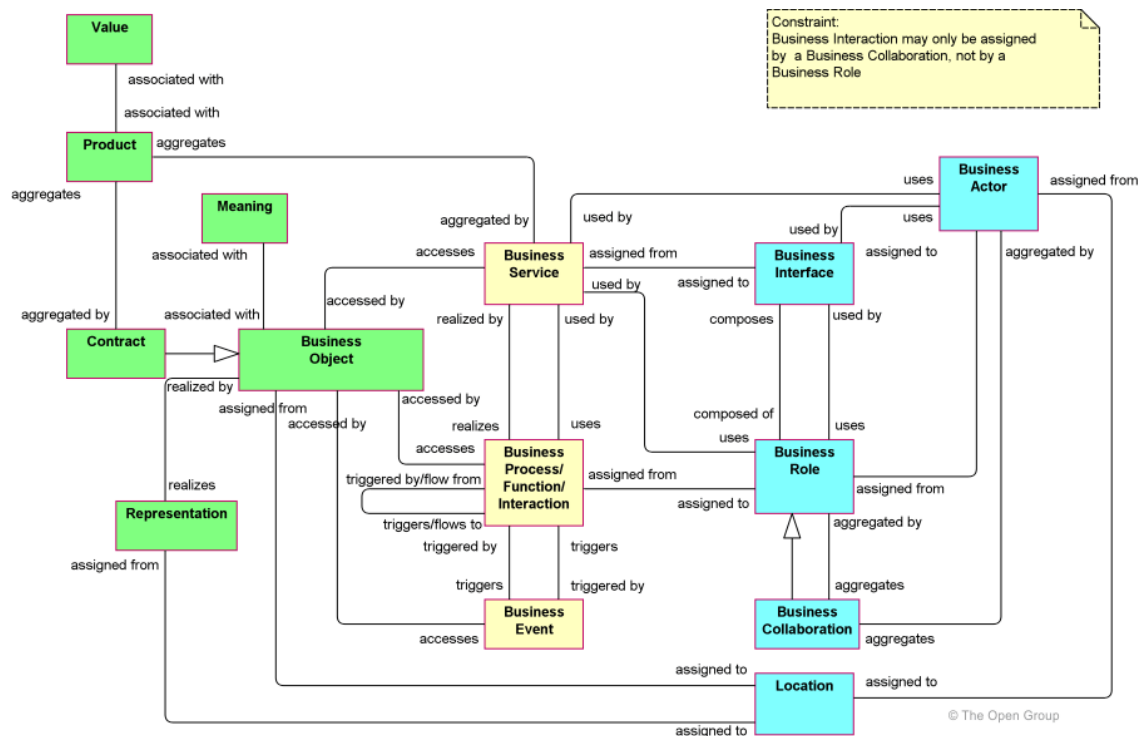 Value
Constraint:
Business Interaction may only be assigned
by  a Business Collaboration, not by a
Business Role
associated with
associated with
Product
aggregates
aggregates
Business
Actor
uses
assigned from
Meaning
aggregated by
used by
uses
used by
associated with
accesses
Business
Service
assigned from
Business
Interface
assigned to
aggregated by
assigned to
used by
accessed by
aggregated by
associated with
realized by
used by
composes
used by
Contract
Business
Object
realized by
assigned from
accessed by
accessed by
composed of
realizes
uses
uses
uses
accesses
Business
Process/
Function/
Interaction
Business
Role
triggered by/flow from
assigned from
assigned from
realizes
assigned to
Representation
triggers/flows to
aggregated by
triggered by
triggers
assigned from
triggers
triggered by
aggregates
Business
Event
Business
Collaboration
accesses
aggregates
assigned to
Location
assigned to
assigned to
© The Open Group